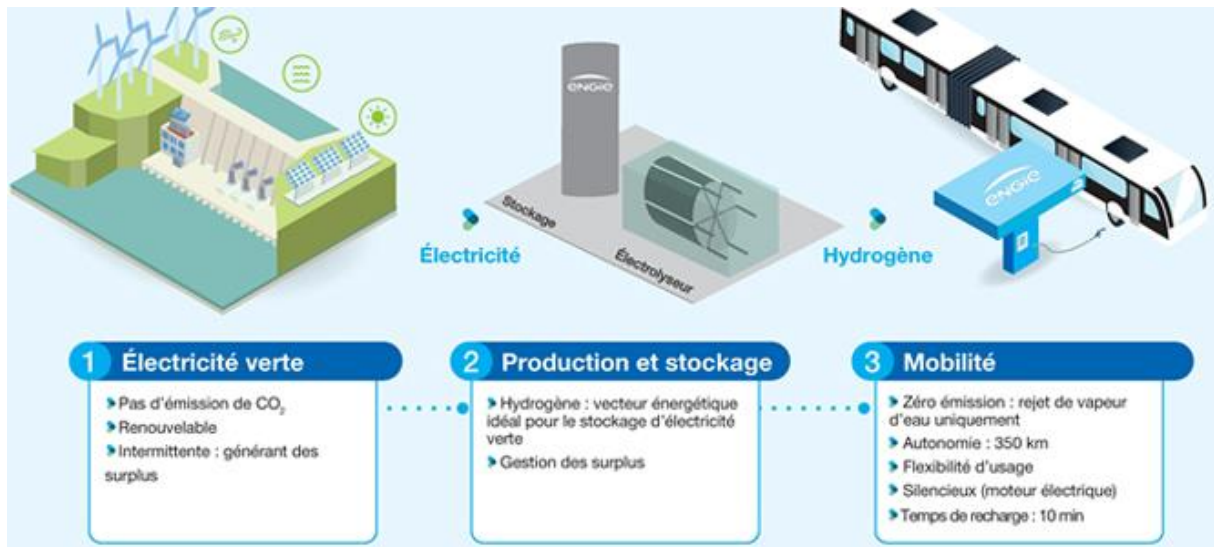 ENGIE
Stockage
Électrolyseur
ENGIE
Électricité
Hydrogène
1 Électricité verte
Pas d'émission de CO₂
Renouvelable
Intermittente : générant des
surplus
2 Production et stockage
Hydrogène : vecteur énergétique
idéal pour le stockage d'électricité
verte
Gestion des surplus
3 Mobilité
Zéro émission : rejet de vapeur
d'eau uniquement
Autonomie : 350 km
Flexibilité d'usage
Silencieux (moteur électrique)
Temps de recharge : 10 min